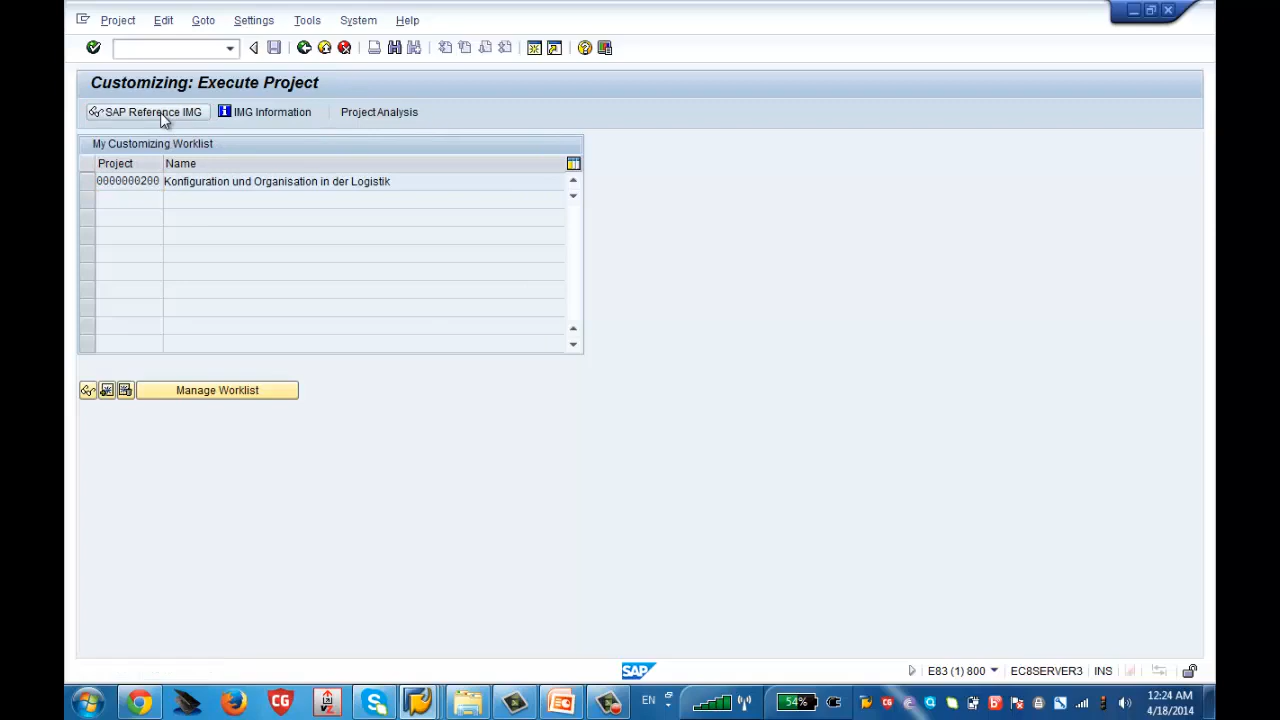 Project Edit Goto Settings Tools System Help
Customizing: Execute Project
SAP Reference IMG IMG Information Project Analysis
My Customizing Worklist
Project Name
0000000200 Konfiguration und Organisation in der Logistik
Manage Worklist
SAP
E83 (1) 800 EC8SERVER3 INS
CG
EN
54%
12:24 AM
4/18/2014